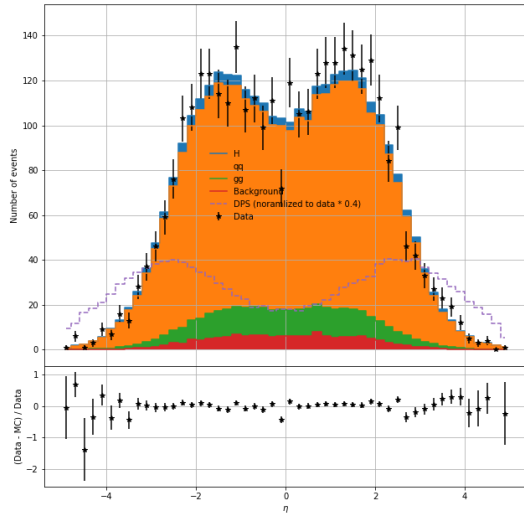 140
120
100
80
60
40
20
0
Number of events
H
qq
gg
Background
DPS (noramlized to data * 0.4)
Data
1
0
−1
−2
(Data - MC) / Data
−4 −2 0 2 4
η